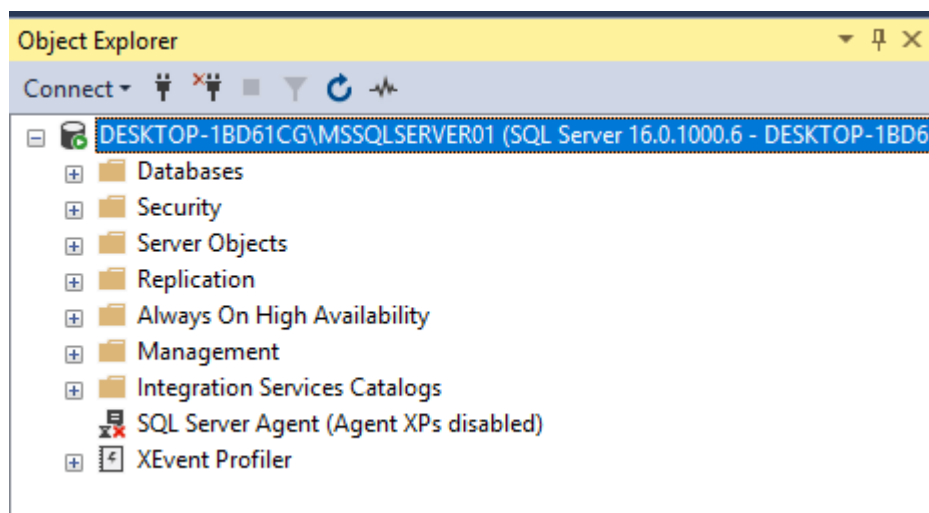 Object Explorer
Connect
DESKTOP-1BD61CG\MSSQLSERVER01 (SQL Server 16.0.1000.6 - DESKTOP-1BD6
Databases
Security
Server Objects
Replication
Always On High Availability
Management
Integration Services Catalogs
SQL Server Agent (Agent XPs disabled)
XEvent Profiler